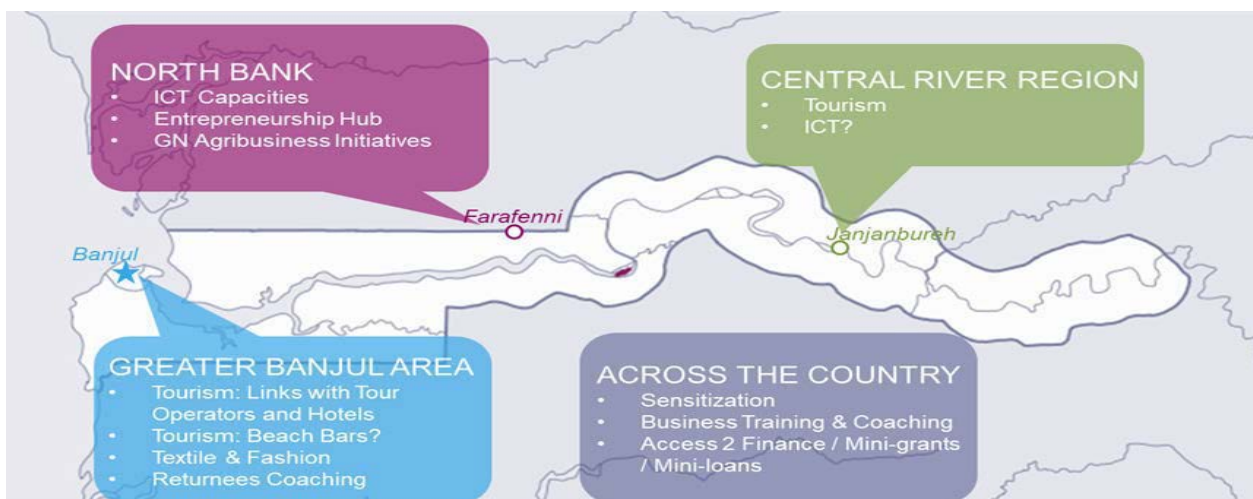 NORTH BANK
• ICT Capacities
• Entrepreneurship Hub
• GN Agribusiness Initiatives
CENTRAL RIVER REGION
• Tourism
• ICT?
Farafenni
Janjanbureh
Banjul
GREATER BANJUL AREA
• Tourism: Links with Tour
Operators and Hotels
• Tourism: Beach Bars?
• Textile & Fashion
• Returnees Coaching
ACROSS THE COUNTRY
• Sensitization
• Business Training & Coaching
• Access 2 Finance / Mini-grants
/ Mini-loans